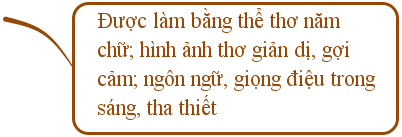 Được làm bằng thể thơ năm
chữ; hình ảnh thơ giản dị, gợi
cảm; ngôn ngữ, giọng điệu trong
sáng, tha thiết